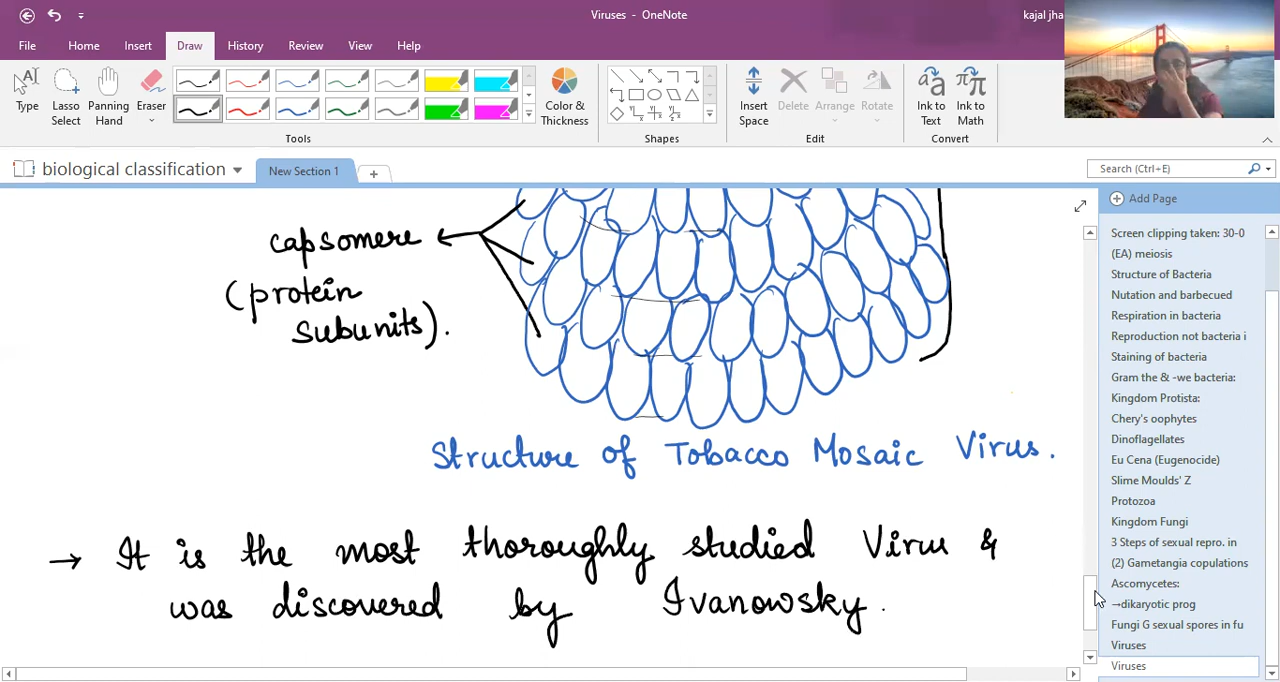 Viruses - OneNote
kajal jha
File Home Insert Draw History Review View Help
Type
Lasso Select
Panning Hand
Eraser
Color & Thickness
Insert Space
Delete
Arrange
Rotate
Ink to Text
Ink to Math
Tools
Shapes
Edit
Convert
biological classification
New Section 1
Search (Ctrl+E)
capsomere
(protein
subunits).
Structure of Tobacco Mosaic Virus.
→ It is the most thoroughly studied Virus &
was discovered by Ivanowsky.
Add Page
Screen clipping taken: 30-0
(EA) meiosis
Structure of Bacteria
Nutation and barbecued
Respiration in bacteria
Reproduction not bacteria i
Staining of bacteria
Gram the & -we bacteria:
Kingdom Protista:
Chery's oophytes
Dinoflagellates
Eu Cena (Eugenocide)
Slime Moulds' Z
Protozoa
Kingdom Fungi
3 Steps of sexual repro. in
(2) Gametangia copulations
Ascomycetes:
→dikaryotic prog
Fungi G sexual spores in fu
Viruses
Viruses